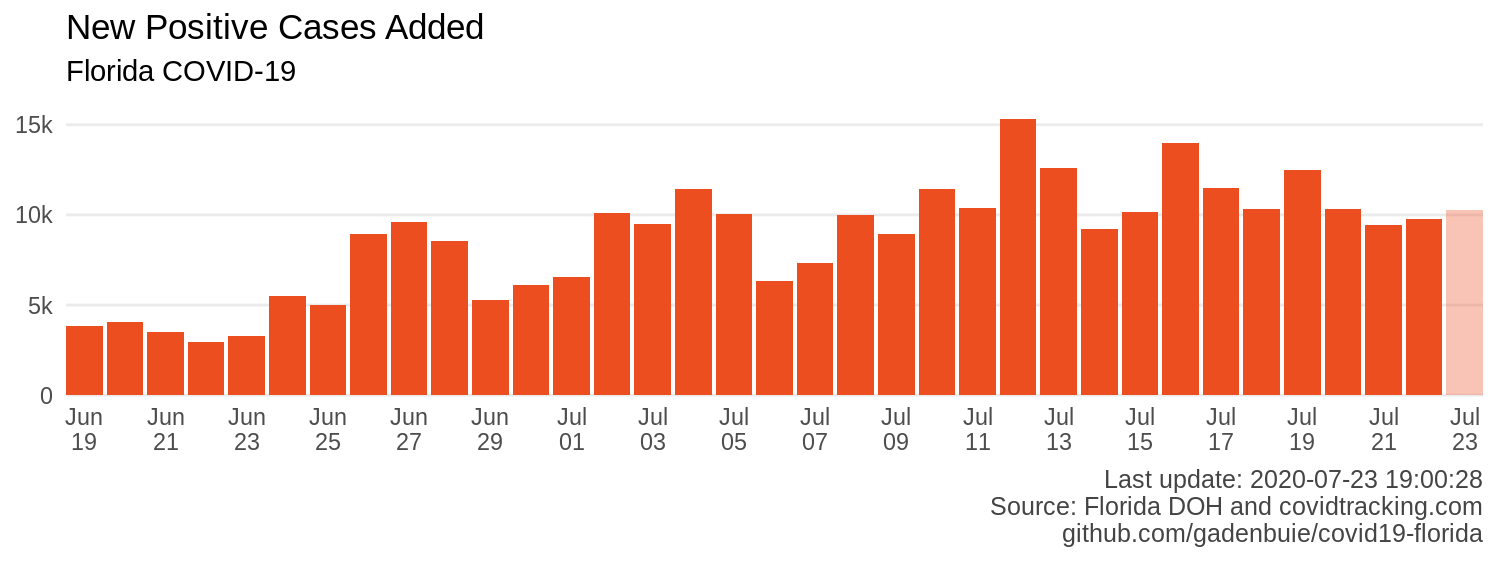 New Positive Cases Added
Florida COVID-19
15k
10k
5k
0
Jun Jun Jun Jun Jun Jun Jul Jul Jul Jul Jul Jul Jul Jul Jul Jul Jul Jul
19 21 23 25 27 29 01 03 05 07 09 11 13 15 17 19 21 23
Last update: 2020-07-23 19:00:28
Source: Florida DOH and covidtracking.com
github.com/gadenbuie/covid19-florida